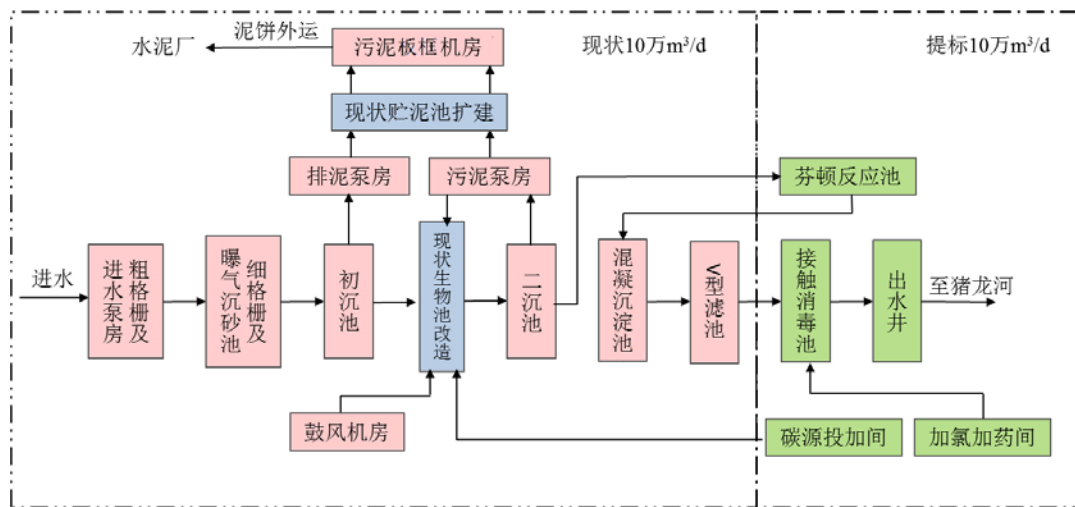 泥饼外运
水泥厂
污泥板框机房
现状10万m³/d
提标10万m³/d
现状贮泥池扩建
排泥泵房
污泥泵房
芬顿反应池
进水
粗格栅及
进水泵房
细格栅及
曝气沉砂池
初沉池
现状生物池改造
二沉池
混凝沉淀池
V型滤池
接触消毒池
出水井
至猪龙河
鼓风机房
碳源投加间
加氯加药间